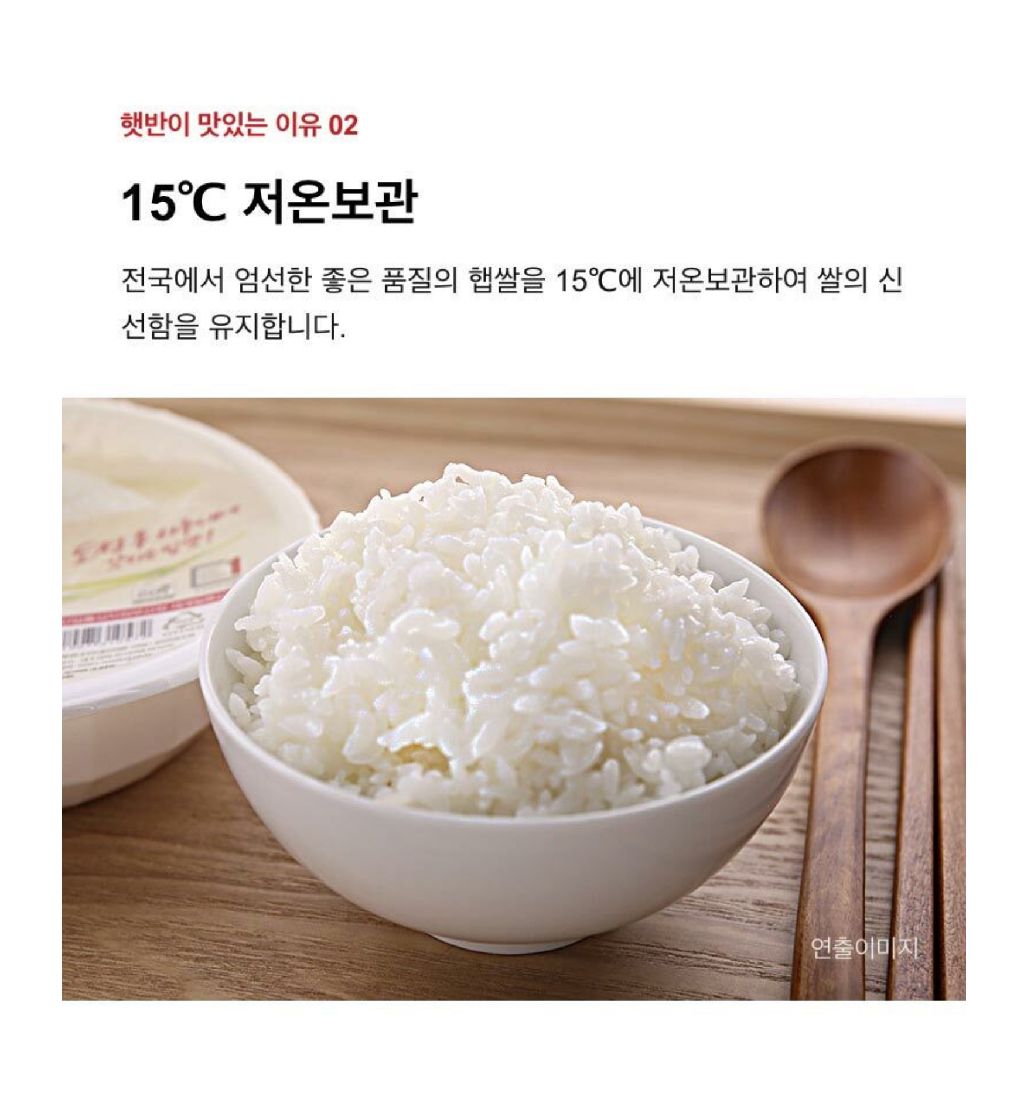 햇반이 맛있는 이유 02
15℃ 저온보관
전국에서 엄선한 좋은 품질의 햅쌀을 15℃에 저온보관하여 쌀의 신
선함을 유지합니다.
연출이미지